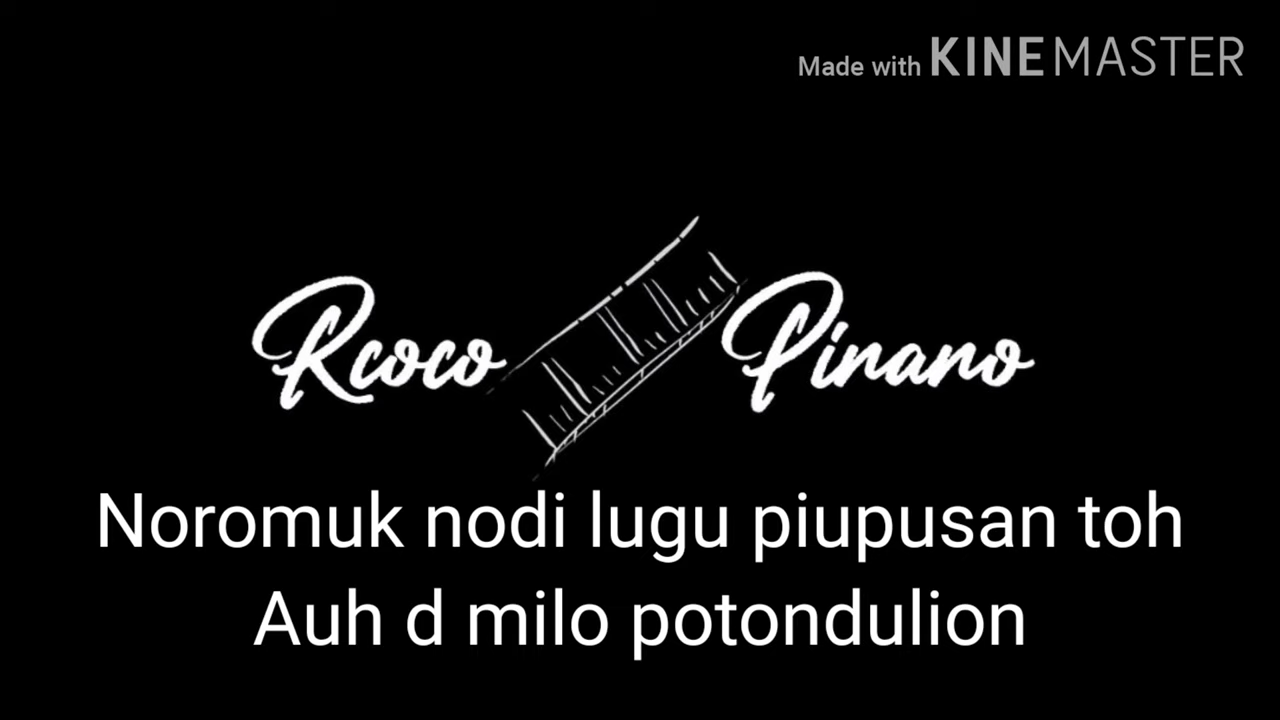 Made with KINEMASTER
Rcoco Pinano
Noromuk nodi lugu piupusan toh
Auh d milo potondulion